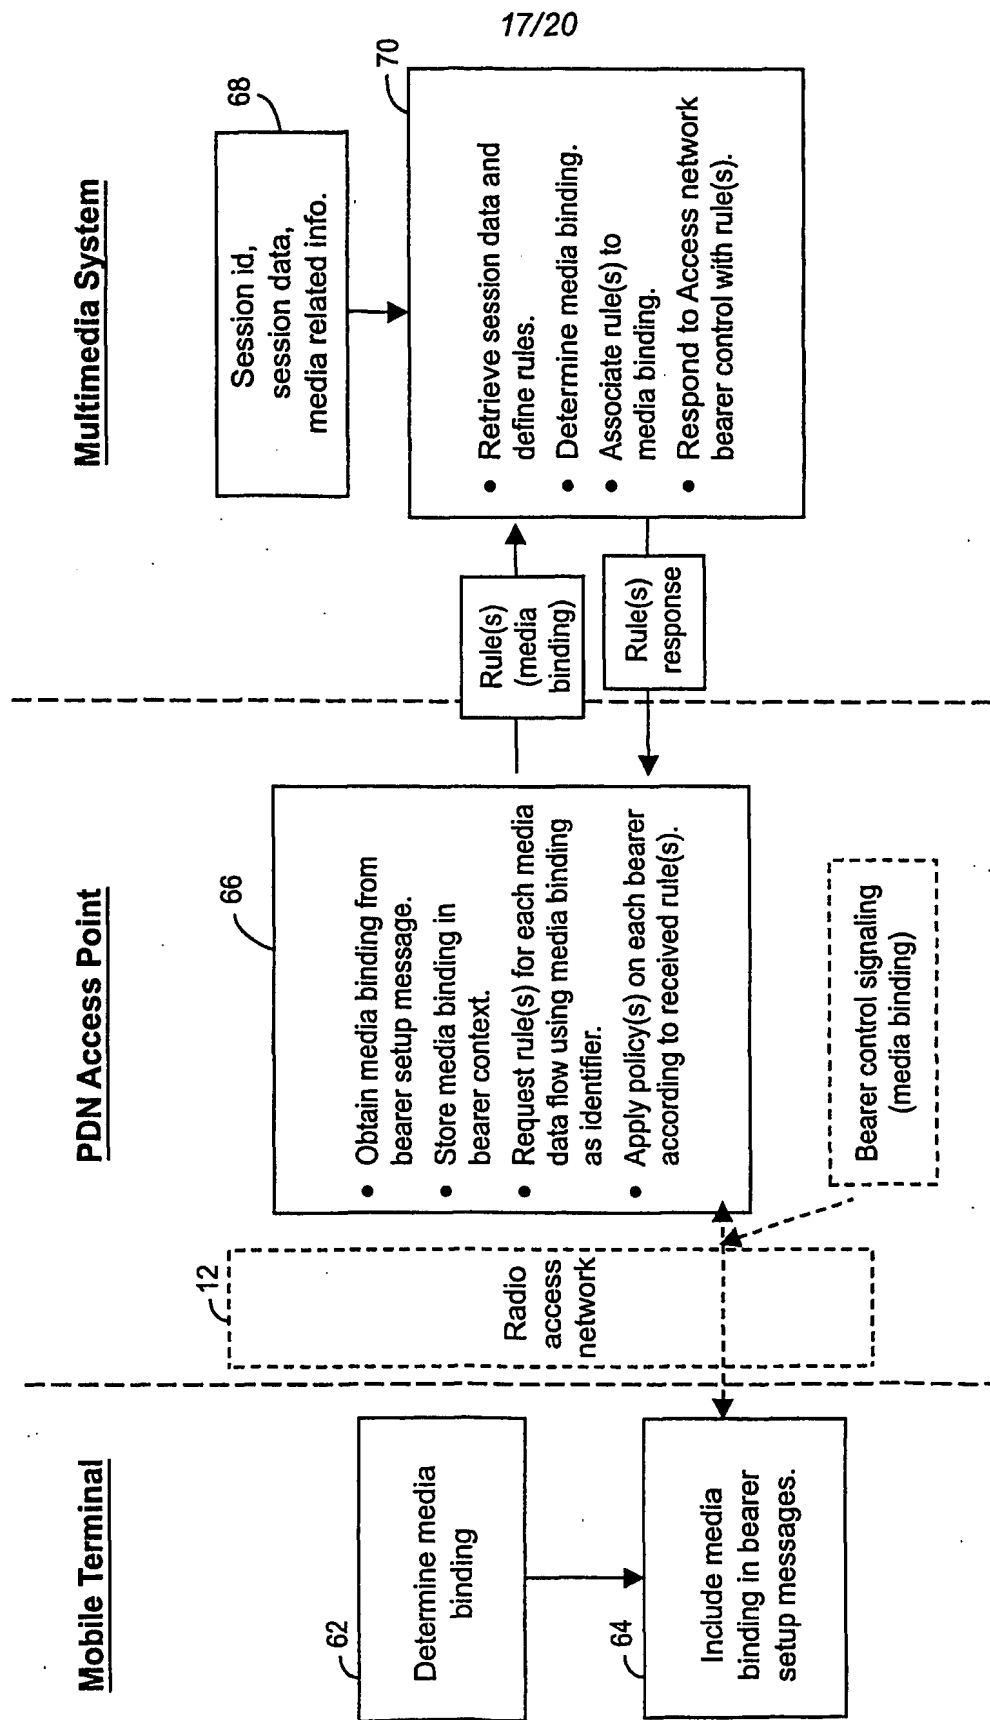 17/20
Mobile Terminal
62
Determine media
binding
64
Include media
binding in bearer
setup messages.
12
Radio
access
network
PDN Access Point
66
• Obtain media binding from
bearer setup message.
• Store media binding in
bearer context.
• Request rule(s) for each media
data flow using media binding
as identifier.
• Apply policy(s) on each bearer
according to received rule(s).
Bearer control signaling
(media binding)
Rule(s)
(media
binding)
Rule(s)
response
Multimedia System
68
Session id,
session data,
media related info.
70
• Retrieve session data and
define rules.
• Determine media binding.
• Associate rule(s) to
media binding.
• Respond to Access network
bearer control with rule(s).